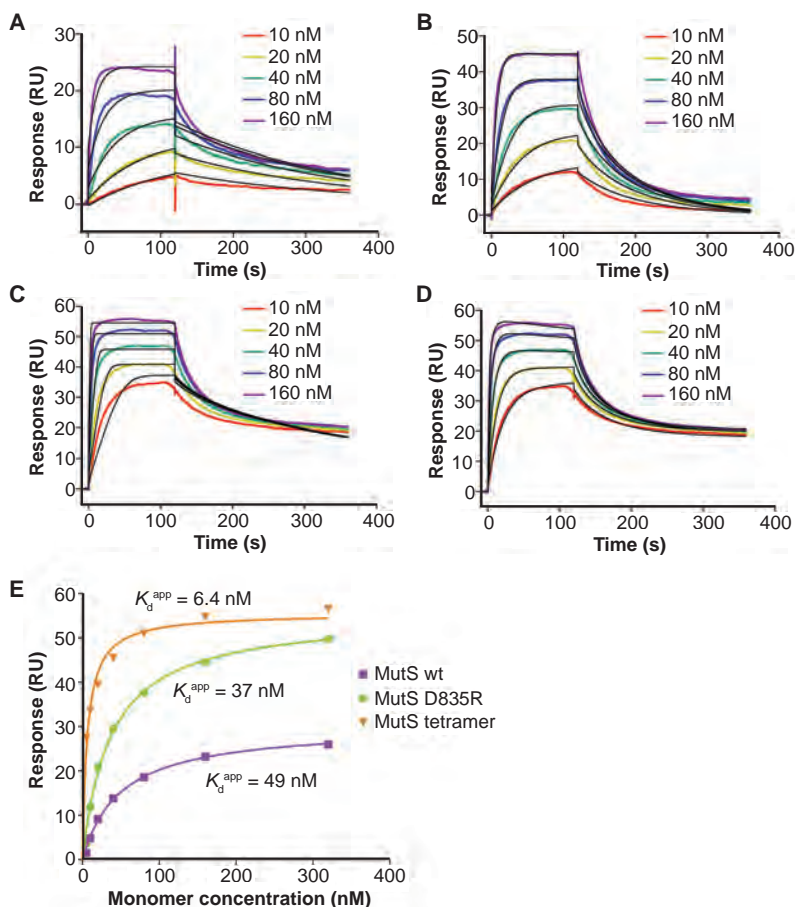 A
Response (RU)
30
20
10
0
0 100 200 300 400
Time (s)
10 nM
20 nM
40 nM
80 nM
160 nM
B
Response (RU)
50
40
30
20
10
0
0 100 200 300 400
Time (s)
10 nM
20 nM
40 nM
80 nM
160 nM
C
Response (RU)
60
50
40
30
20
10
0
0 100 200 300 400
Time (s)
10 nM
20 nM
40 nM
80 nM
160 nM
D
Response (RU)
60
50
40
30
20
10
0
0 100 200 300 400
Time (s)
10 nM
20 nM
40 nM
80 nM
160 nM
E
Response (RU)
60
50
40
30
20
10
0
0 100 200 300 400
Monomer concentration (nM)
Kd app = 6.4 nM
Kd app = 37 nM
Kd app = 49 nM
MutS wt
MutS D835R
MutS tetramer